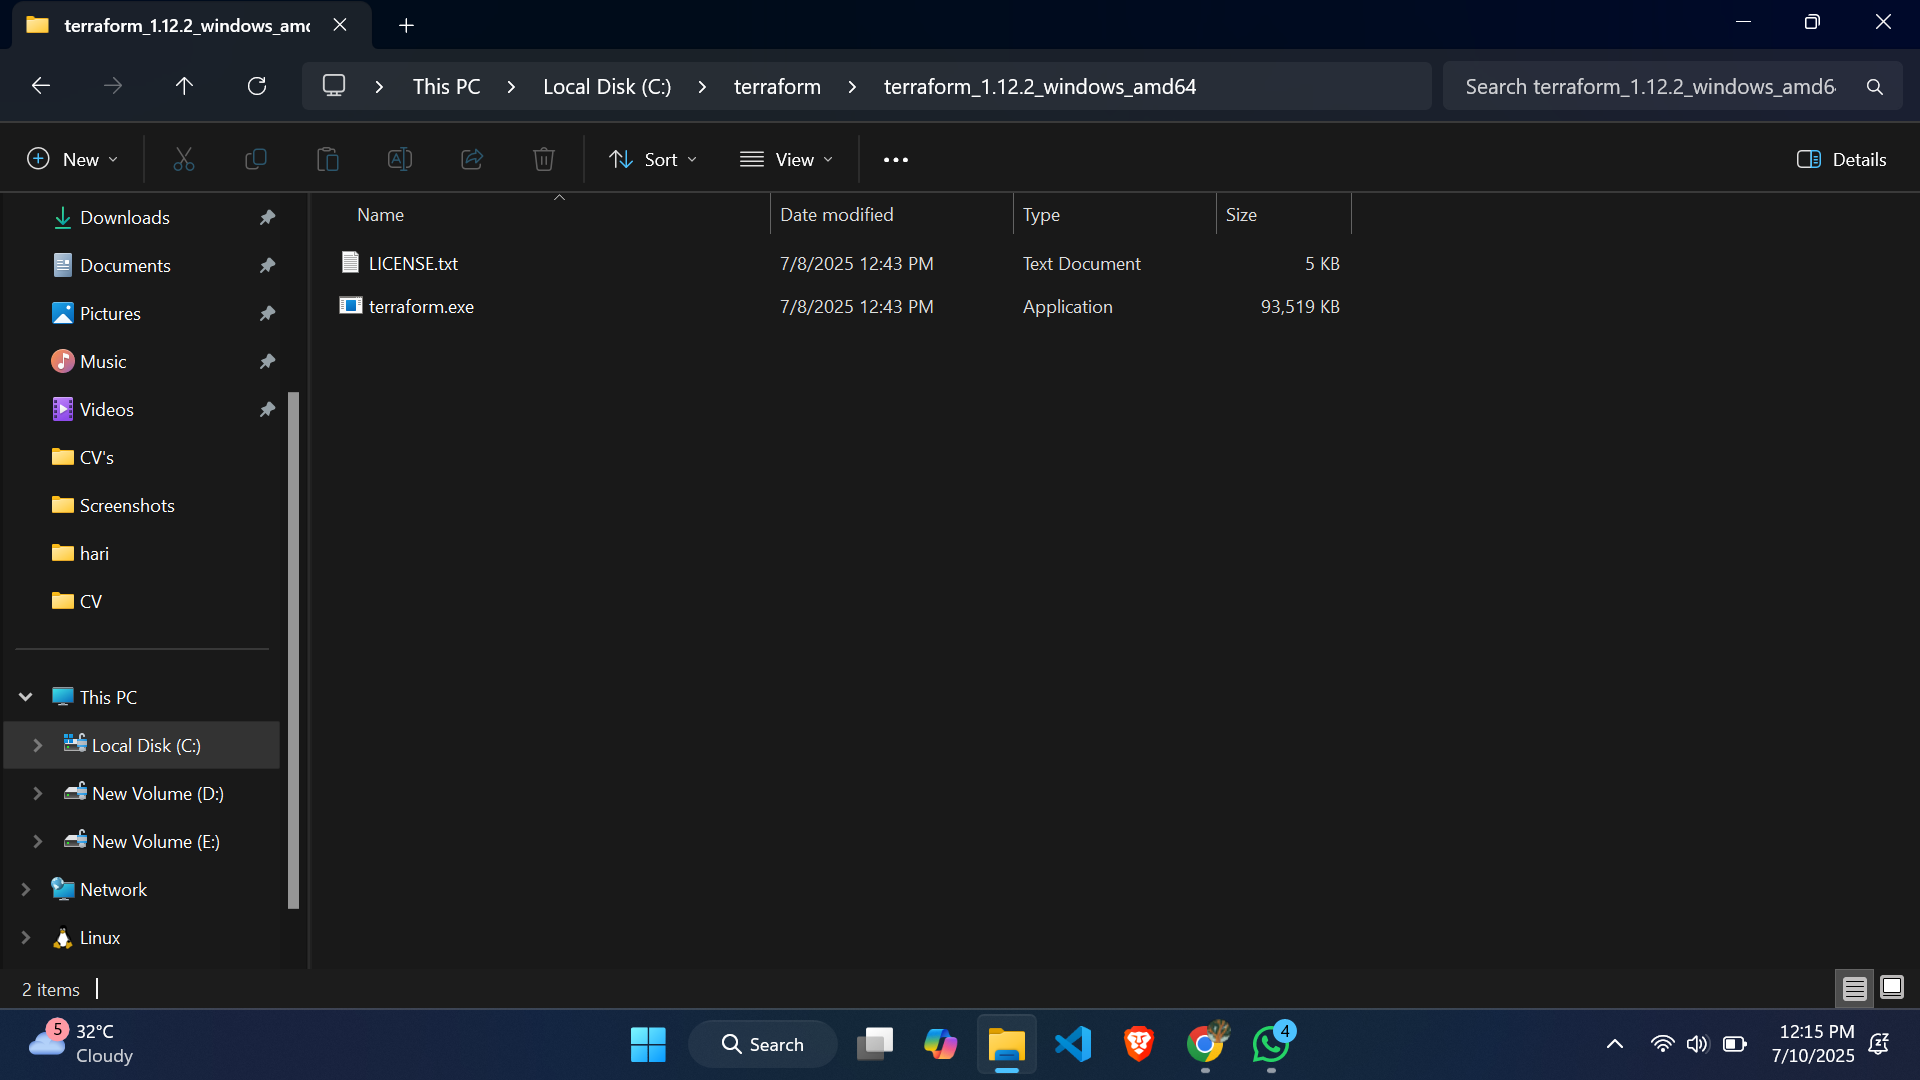 terraform_1.12.2_windows_amc
This PC > Local Disk (C:) > terraform > terraform_1.12.2_windows_amd64
Search terraform_1.12.2_windows_amd6
New
Sort
View
Details
Name Date modified Type Size
LICENSE.txt 7/8/2025 12:43 PM Text Document 5 KB
terraform.exe 7/8/2025 12:43 PM Application 93,519 KB
Downloads
Documents
Pictures
Music
Videos
CV's
Screenshots
hari
CV
This PC
Local Disk (C:)
New Volume (D:)
New Volume (E:)
Network
Linux
2 items
5
32°C
Cloudy
Search
4
12:15 PM
7/10/2025